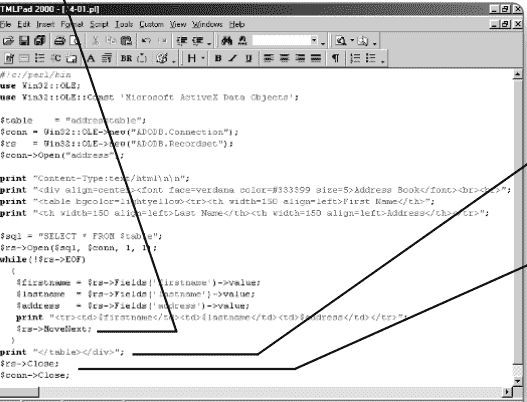 TMLPad 2000 - [14-01.pl]
File Edit Insert Format Script Tools Custom View Windows Help
#!c:/perl/bin
use Win32::OLE;
use Win32::OLE::Const 'Microsoft ActiveX Data Objects';
$table = "addresstable";
$conn = Win32::OLE->new("ADODB.Connection");
$rs = Win32::OLE->new("ADODB.Recordset");
$conn->Open("address");
print "Content-Type:text/html\n\n";
print "<div align=center><font face=verdana color=#333399 size=5>Address Book</font><br><br>";
print "<table bgcolor=lightyellow><tr><th width=150 align=left>First Name</th>";
print "<th width=150 align=left>Last Name</th><th width=150 align=left>Address</th></tr>";
$sql = "SELECT * FROM $table";
$rs->Open($sql, $conn, 1, 1);
while(!$rs->EOF)
{
$firstname = $rs->Fields('firstname')->value;
$lastname = $rs->Fields('lastname')->value;
$address = $rs->Fields('address')->value;
print "<tr><td>$firstname</td><td>$lastname</td><td>$address</td></tr>";
$rs->MoveNext;
}
print "</table></div>";
$rs->Close;
$conn->Close;